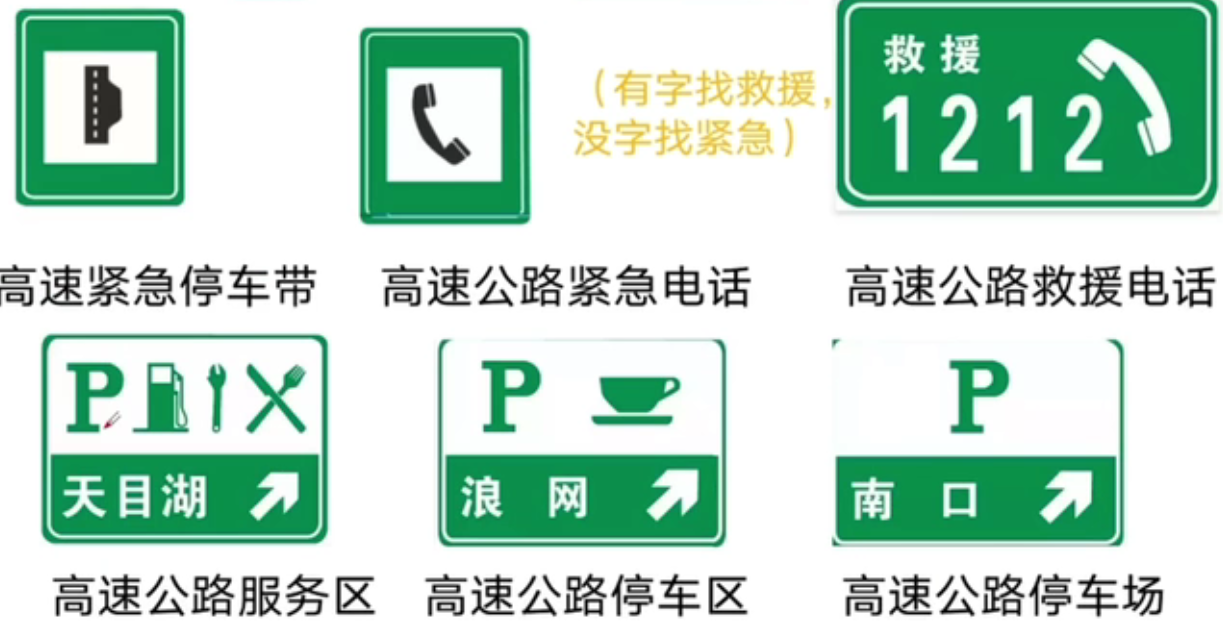 救援
1212
（有字找救援，
没字找紧急）
高速紧急停车带
高速公路紧急电话
高速公路救援电话
P
天目湖
P
浪网
P
南口
高速公路服务区
高速公路停车区
高速公路停车场